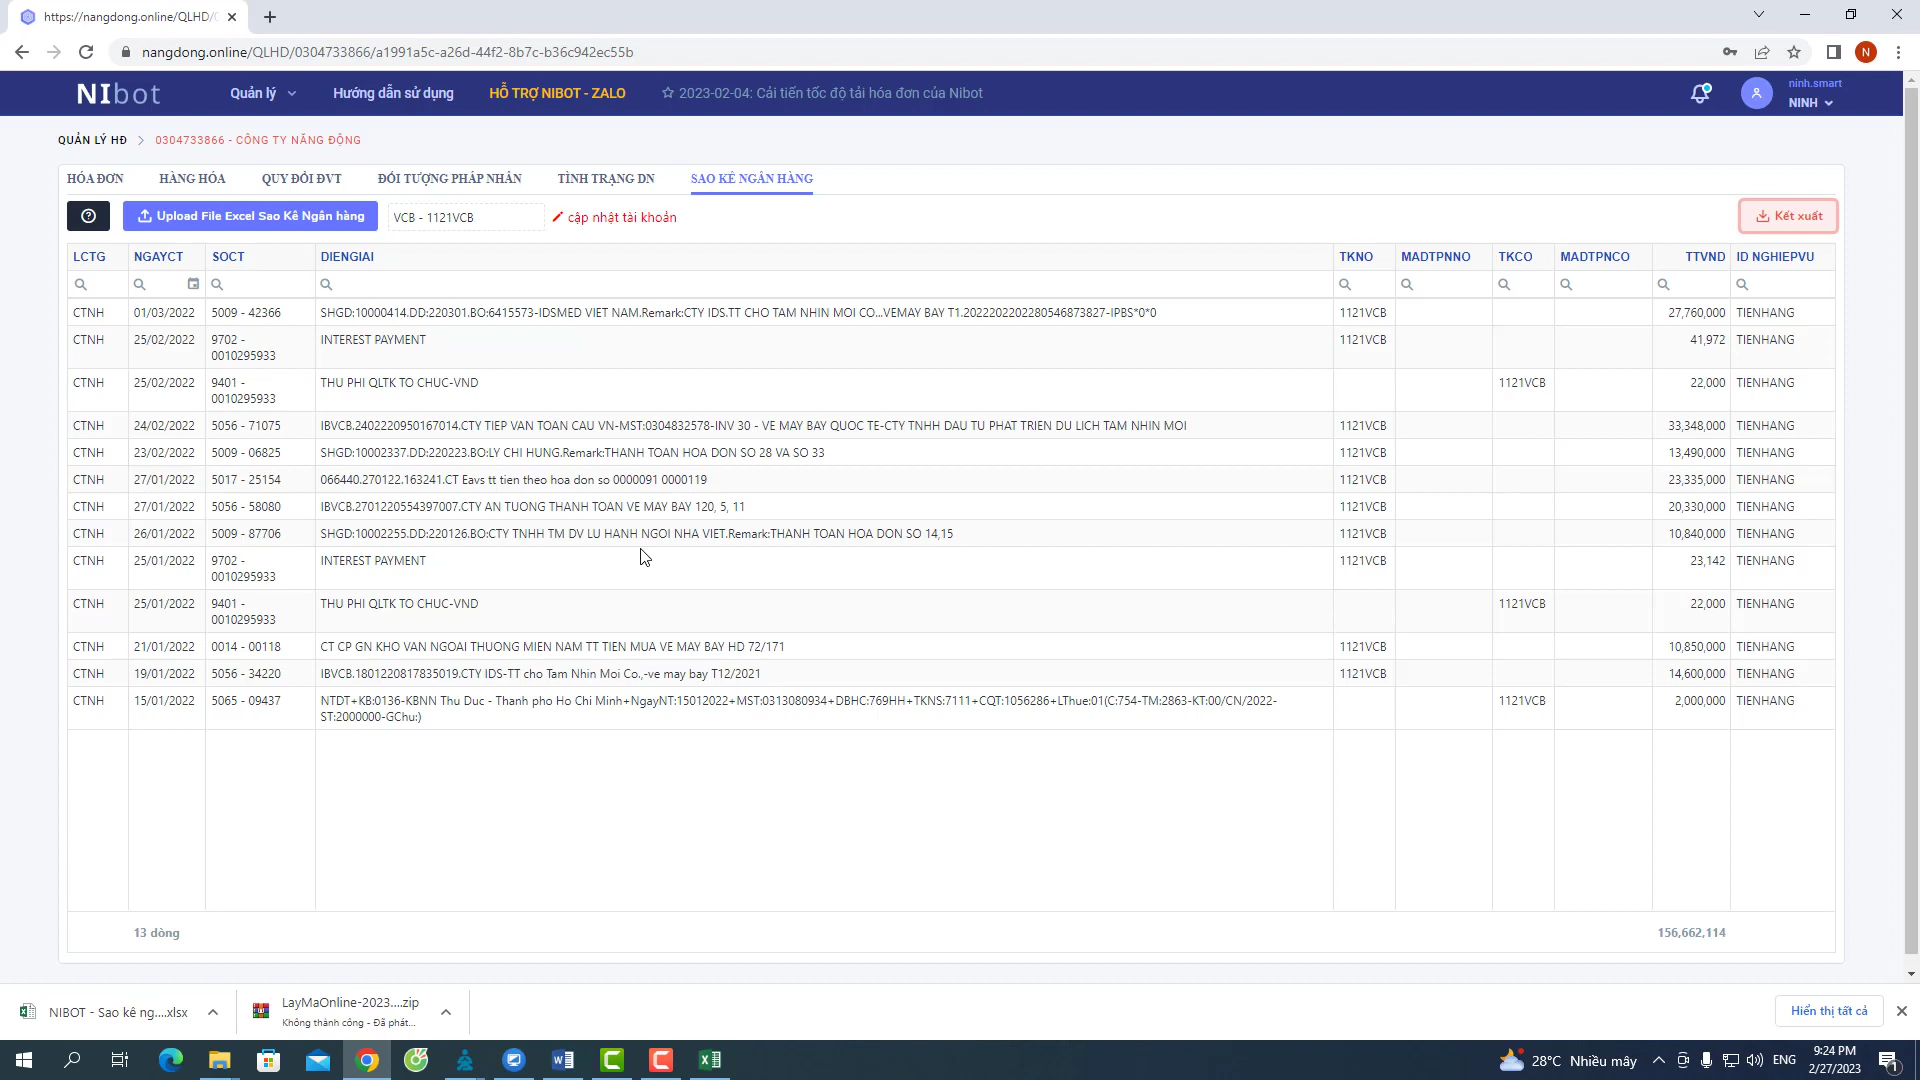 https://nangdong.online/QLHD/
nangdong.online/QLHD/0304733866/a1991a5c-a26d-44f2-8b7c-b36c942ec55b
N
NIbot
Quản lý
Hướng dẫn sử dụng
HỖ TRỢ NIBOT - ZALO
2023-02-04: Cải tiến tốc độ tải hóa đơn của Nibot
ninh.smart
NINH
QUẢN LÝ HĐ
0304733866 - CÔNG TY NĂNG ĐỘNG
HÓA ĐƠN HÀNG HÓA QUY ĐỔI ĐVT ĐỐI TƯỢNG PHÁP NHÂN TÌNH TRẠNG DN SAO KÊ NGÂN HÀNG
Upload File Excel Sao Kê Ngân hàng
VCB - 1121VCB
cập nhật tài khoản
Kết xuất
LCTG NGAYCT SOCT DIENGIAI TKNO MADTPNNO TKCO MADTPNCO TTVND ID NGHIEPVU
CTNH 01/03/2022 5009 - 42366 SHGD:10000414.DD:220301.BO:6415573-IDSMED VIET NAM.Remark:CTY IDS.TT CHO TAM NHIN MOI CO...VEMAY BAY T1.2022202202280546873827-IPBS*0*0 1121VCB 27,760,000 TIENHANG
CTNH 25/02/2022 9702 - 0010295933 INTEREST PAYMENT 1121VCB 41,972 TIENHANG
CTNH 25/02/2022 9401 - 0010295933 THU PHI QLTK TO CHUC-VND 1121VCB 22,000 TIENHANG
CTNH 24/02/2022 5056 - 71075 IBVCB.2402220950167014.CTY TIEP VAN TOAN CAU VN-MST:0304832578-INV 30 - VE MAY BAY QUOC TE-CTY TNHH DAU TU PHAT TRIEN DU LICH TAM NHIN MOI 1121VCB 33,348,000 TIENHANG
CTNH 23/02/2022 5009 - 06825 SHGD:10002337.DD:220223.BO:LY CHI HUNG.Remark:THANH TOAN HOA DON SO 28 VA SO 33 1121VCB 13,490,000 TIENHANG
CTNH 27/01/2022 5017 - 25154 066440.270122.163241.CT Eavs tt tien theo hoa don so 0000091 0000119 1121VCB 23,335,000 TIENHANG
CTNH 27/01/2022 5056 - 58080 IBVCB.2701220554397007.CTY AN TUONG THANH TOAN VE MAY BAY 120, 5, 11 1121VCB 20,330,000 TIENHANG
CTNH 26/01/2022 5009 - 87706 SHGD:10002255.DD:220126.BO:CTY TNHH TM DV LU HANH NGOI NHA VIET.Remark:THANH TOAN HOA DON SO 14,15 1121VCB 10,840,000 TIENHANG
CTNH 25/01/2022 9702 - 0010295933 INTEREST PAYMENT 1121VCB 23,142 TIENHANG
CTNH 25/01/2022 9401 - 0010295933 THU PHI QLTK TO CHUC-VND 1121VCB 22,000 TIENHANG
CTNH 21/01/2022 0014 - 00118 CT CP GN KHO VAN NGOAI THUONG MIEN NAM TT TIEN MUA VE MAY BAY HD 72/171 1121VCB 10,850,000 TIENHANG
CTNH 19/01/2022 5056 - 34220 IBVCB.1801220817835019.CTY IDS-TT cho Tam Nhin Moi Co.,-ve may bay T12/2021 1121VCB 14,600,000 TIENHANG
CTNH 15/01/2022 5065 - 09437 NTDT+KB:0136-KBNN Thu Duc - Thanh pho Ho Chi Minh+NgayNT:15012022+MST:0313080934+DBHC:769HH+TKNS:7111+CQT:1056286+LThue:01(C:754-TM:2863-KT:00/CN/2022- 1121VCB 2,000,000 TIENHANG
ST:2000000-GChu:)
13 dòng 156,662,114
NIBOT - Sao kê ng....xlsx
LayMaOnline-2023....zip
Không thành công - Đã phát...
Hiển thị tất cả
28°C Nhiều mây
ENG
9:24 PM
2/27/2023
1